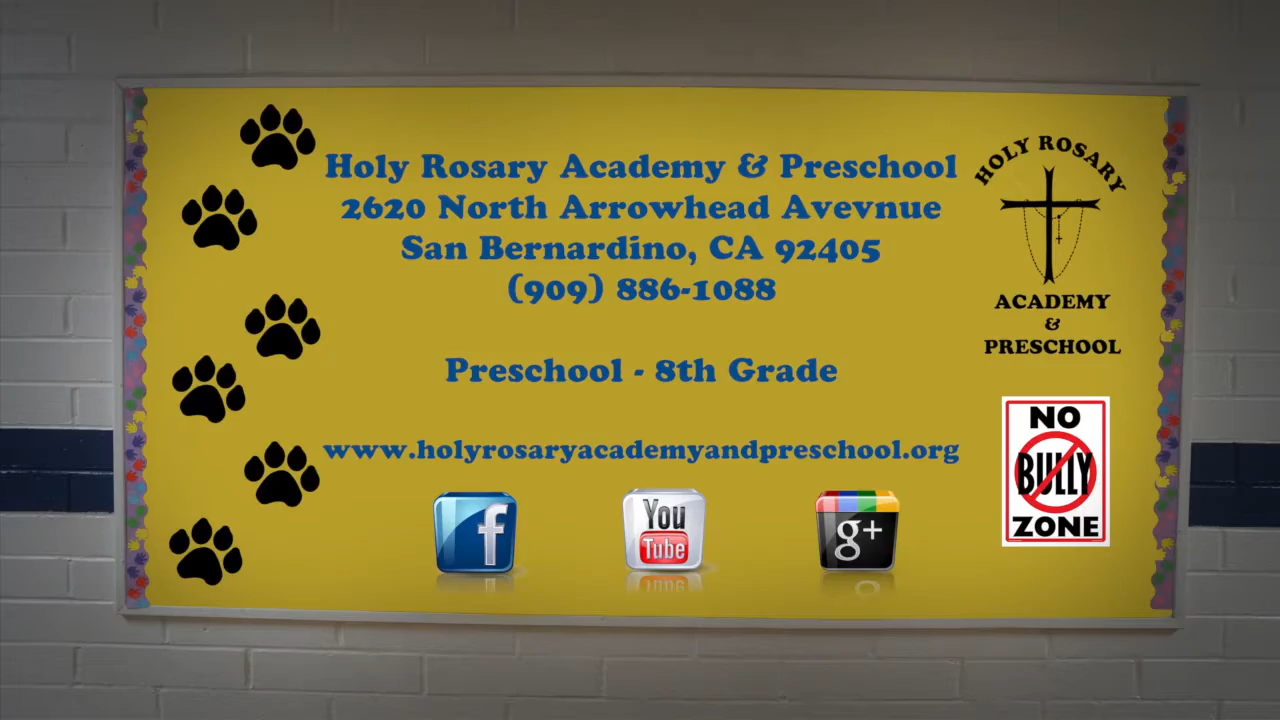 Holy Rosary Academy & Preschool
2620 North Arrowhead Avevnue
San Bernardino, CA 92405
(909) 886-1088
Preschool - 8th Grade
www.holyrosaryacademyandpreschool.org
f
You
Tube
g+
HOLY ROSARY
ACADEMY
&
PRESCHOOL
NO
BULLY
ZONE